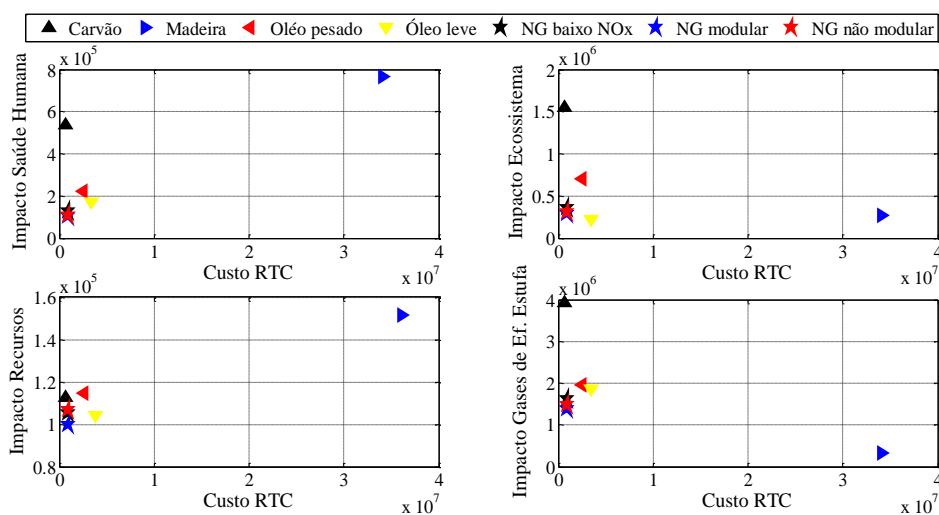 Carvão Madeira Oléo pesado Óleo leve NG baixo NOx NG modular NG não modular
x 10^5
Impacto Saúde Humana
8
6
4
2
0
0 1 2 3 4
Custo RTC
x 10^7
x 10^6
Impacto Ecossistema
2
1.5
1
0.5
0
0 1 2 3 4
Custo RTC
x 10^7
x 10^5
Impacto Recursos
1.6
1.4
1.2
1
0.8
0 1 2 3 4
Custo RTC
x 10^7
x 10^6
Impacto Gases de Ef. Estufa
4
3
2
1
0
0 1 2 3 4
Custo RTC
x 10^7